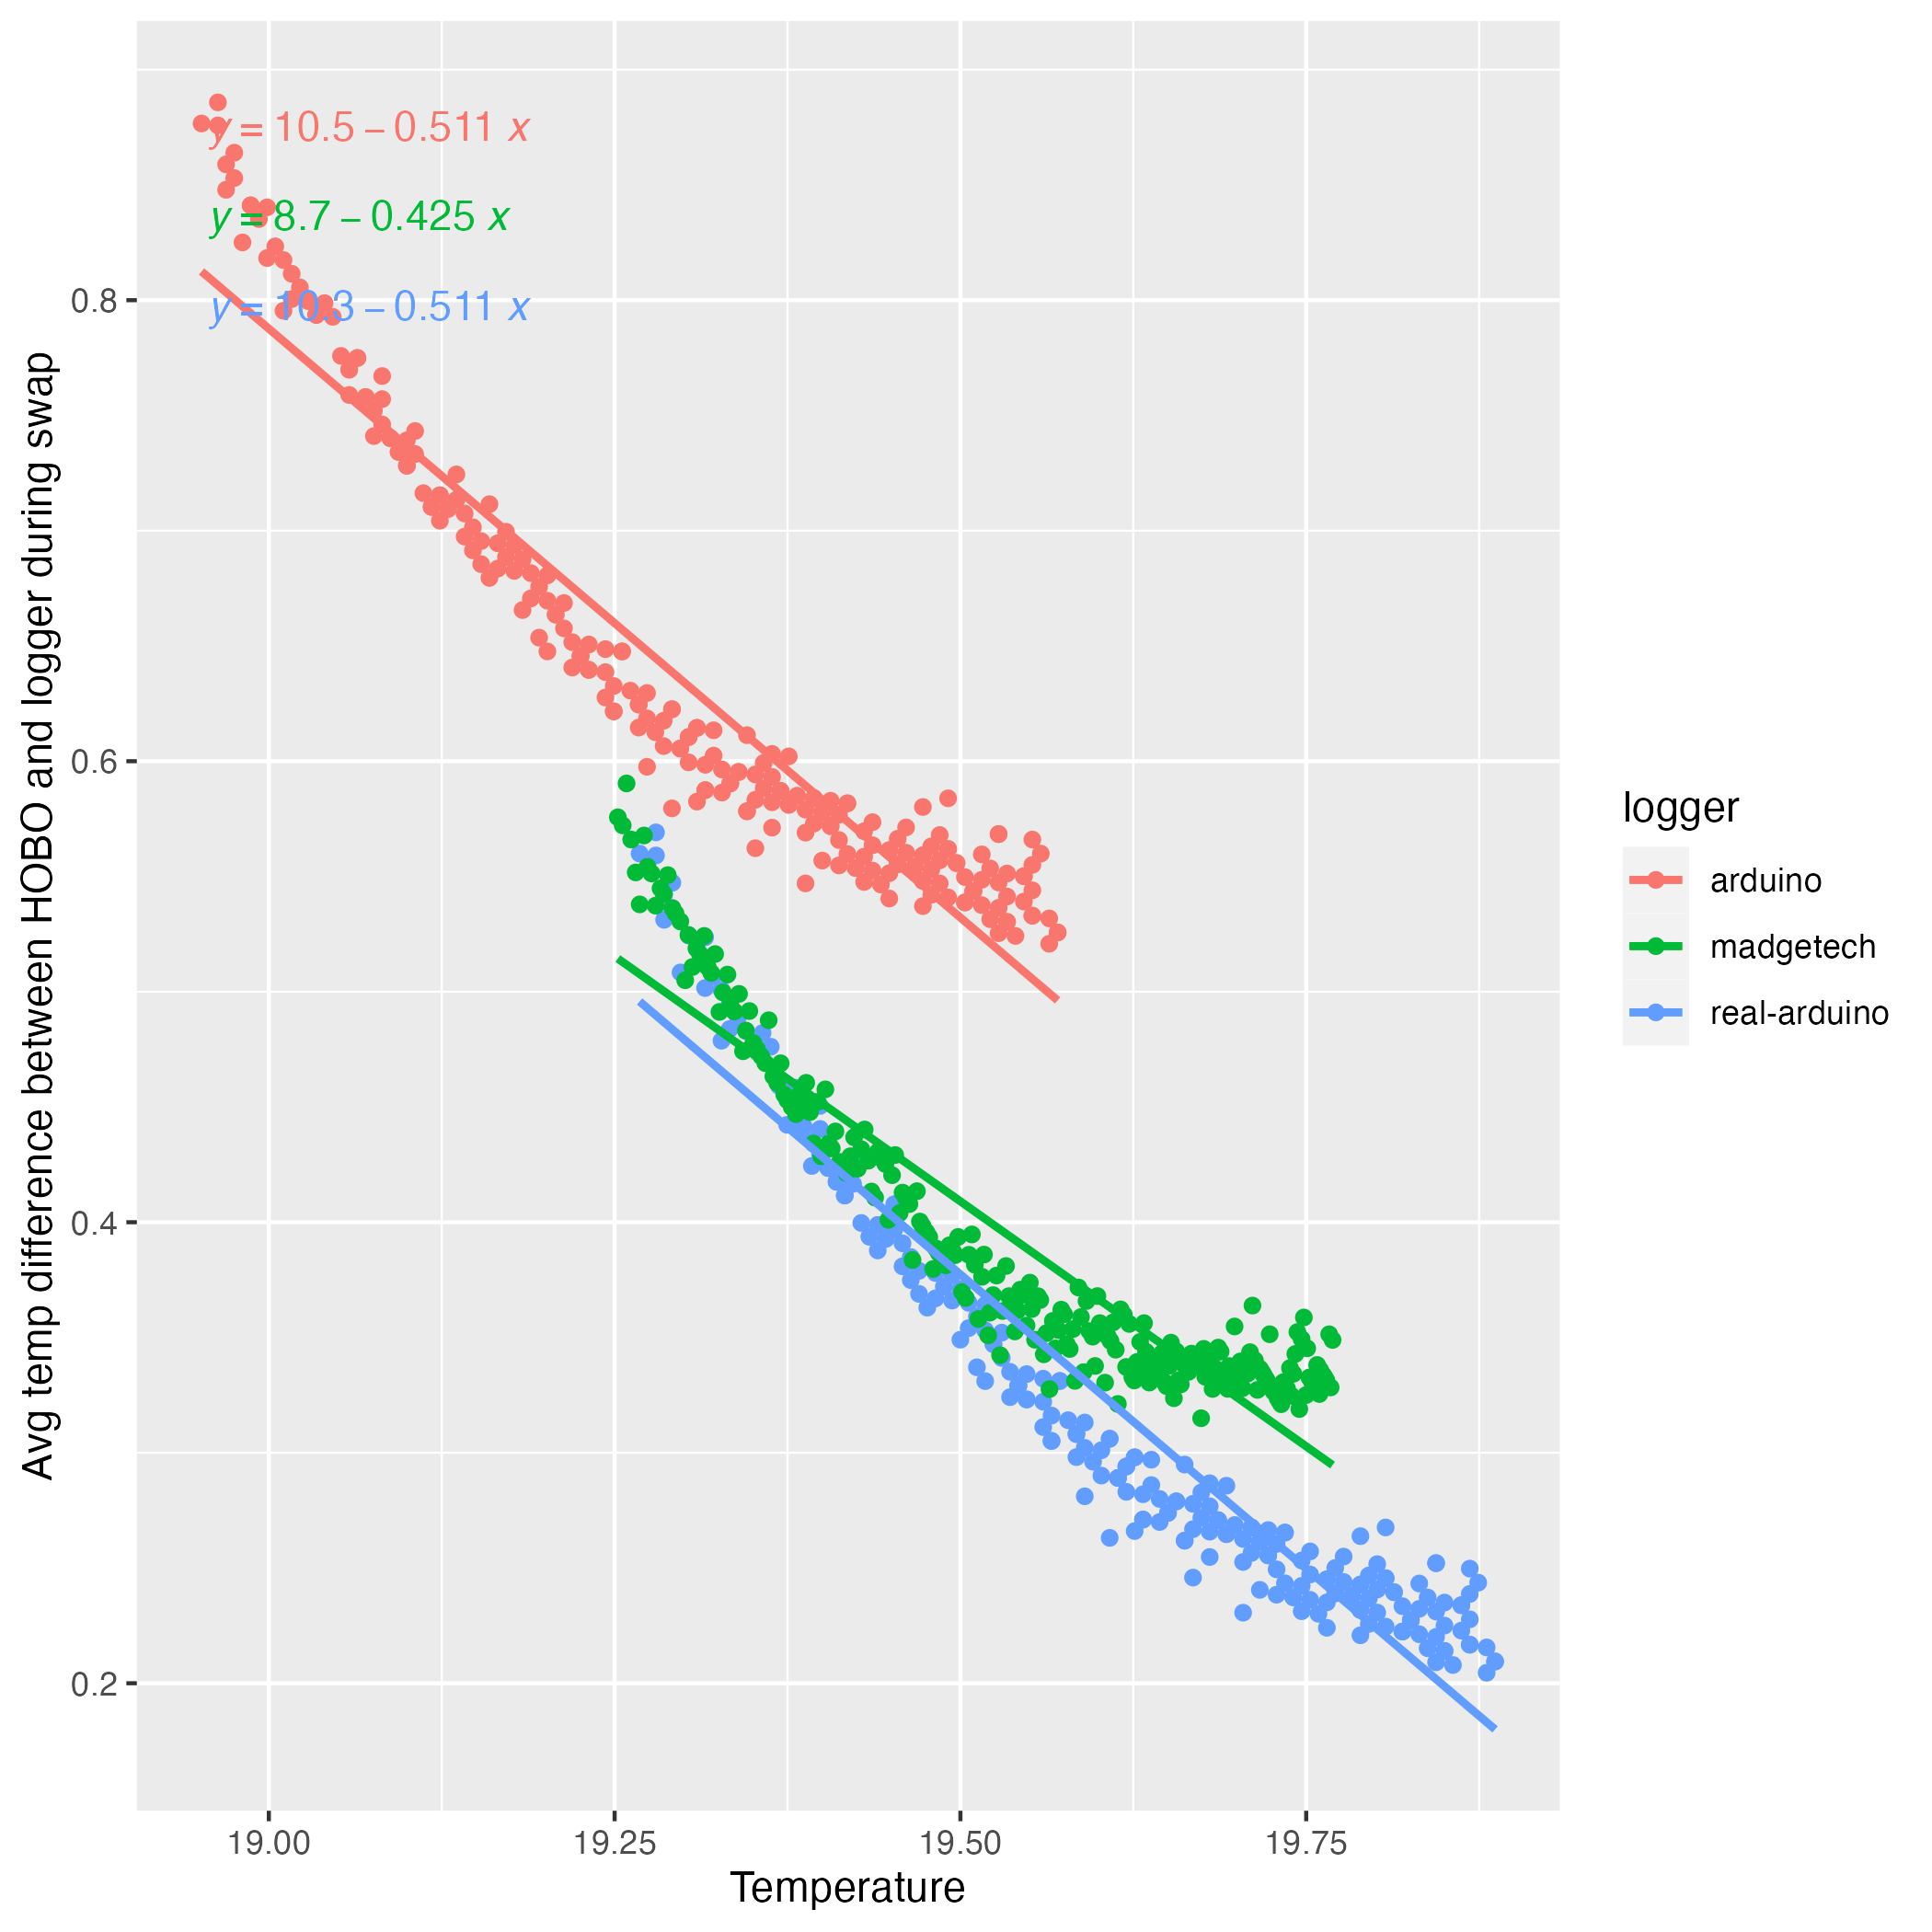 y = 10.5 − 0.511 x
y = 8.7 − 0.425 x
y = 10.3 − 0.511 x
Avg temp difference between HOBO and logger during swap
0.8
0.6
0.4
0.2
19.00 19.25 19.50 19.75
Temperature
logger
arduino
madgetech
real-arduino